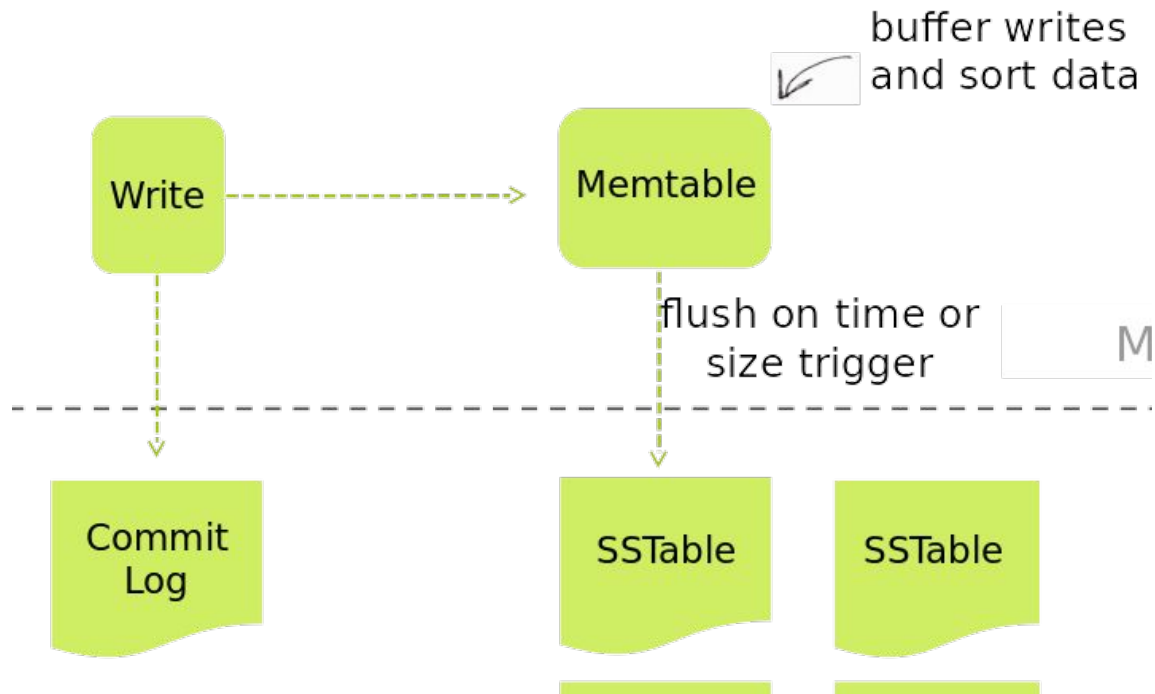 buffer writes
and sort data
Write
Memtable
flush on time or
size trigger
M
Commit
Log
SSTable
SSTable